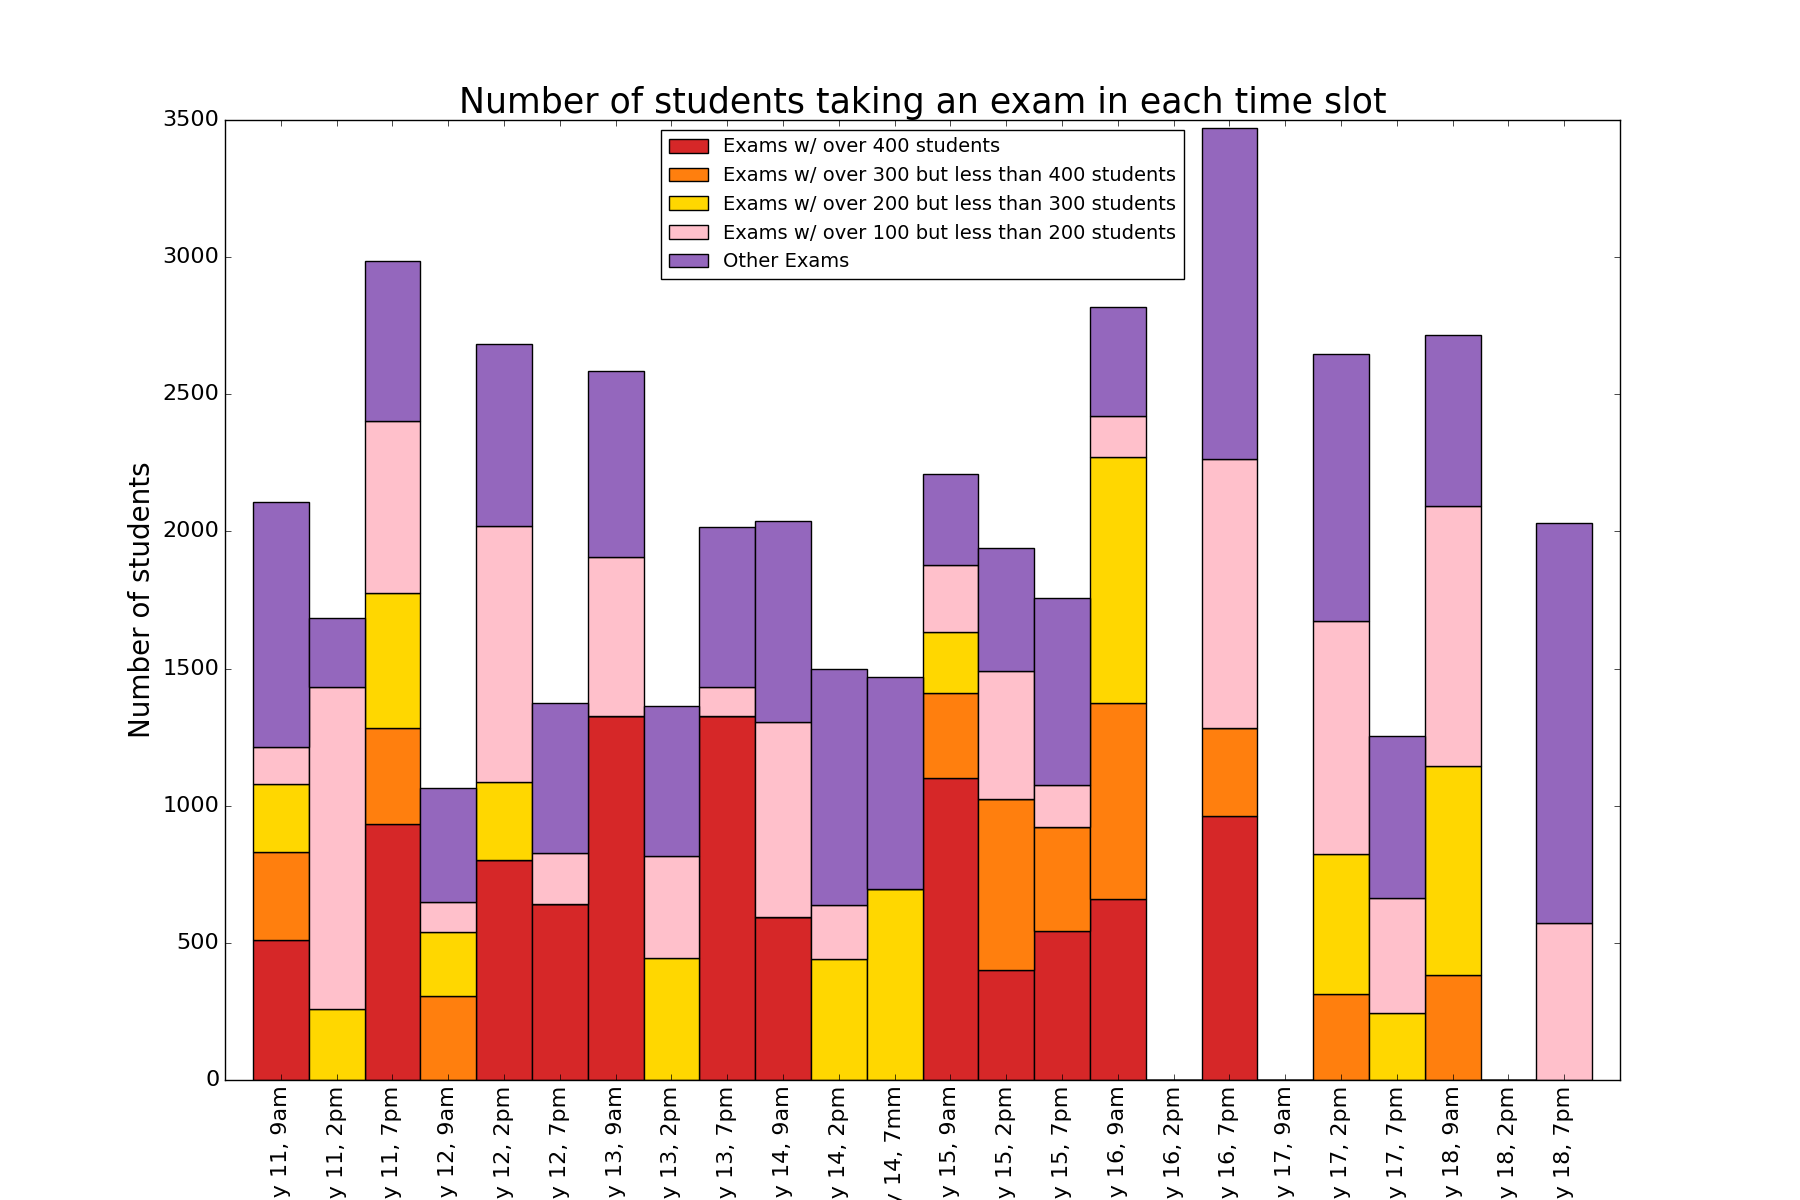 Number of students taking an exam in each time slot
Exams w/ over 400 students
Exams w/ over 300 but less than 400 students
Exams w/ over 200 but less than 300 students
Exams w/ over 100 but less than 200 students
Other Exams
Number of students
3500
3000
2500
2000
1500
1000
500
0
y 11, 9am
y 11, 2pm
y 11, 7pm
y 12, 9am
y 12, 2pm
y 12, 7pm
y 13, 9am
y 13, 2pm
y 13, 7pm
y 14, 9am
y 14, 2pm
y 14, 7mm
y 15, 9am
y 15, 2pm
y 15, 7pm
y 16, 9am
y 16, 2pm
y 16, 7pm
y 17, 9am
y 17, 2pm
y 17, 7pm
y 18, 9am
y 18, 2pm
y 18, 7pm